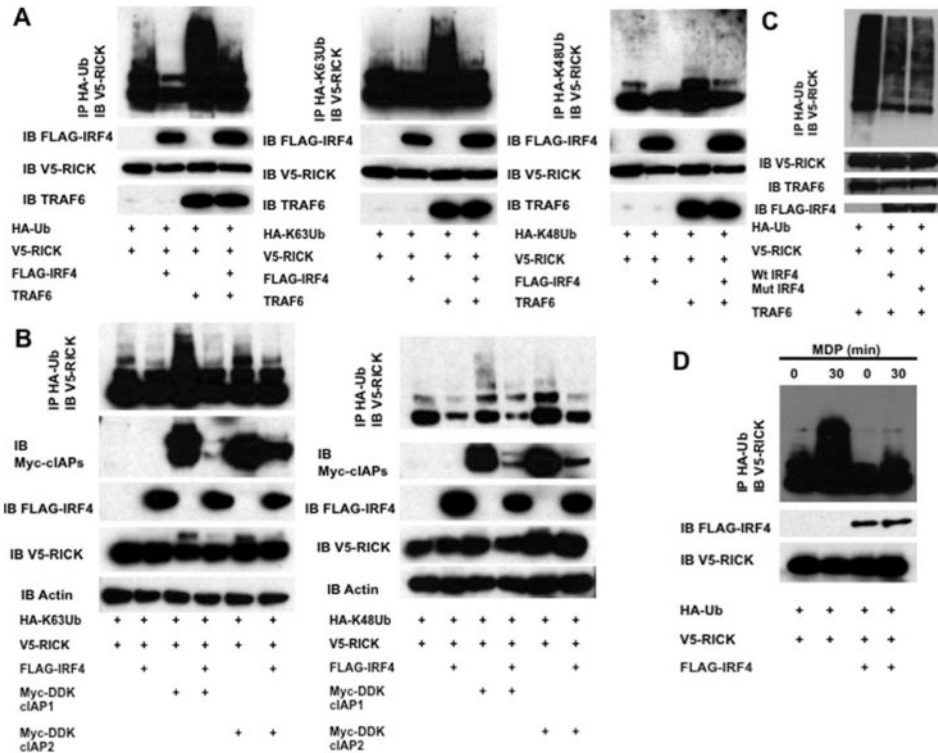 A
IP HA-Ub
IB V5-RICK
IB FLAG-IRF4
IB V5-RICK
IB TRAF6
HA-Ub + + + +
V5-RICK + + + +
FLAG-IRF4 + +
TRAF6 + +
IP HA-K63Ub
IB V5-RICK
IB FLAG-IRF4
IB V5-RICK
IB TRAF6
HA-K63Ub + + + +
V5-RICK + + + +
FLAG-IRF4 + +
TRAF6 + +
IP HA-K48Ub
IB V5-RICK
IB FLAG-IRF4
IB V5-RICK
IB TRAF6
HA-K48Ub + + + +
V5-RICK + + + +
FLAG-IRF4 + +
TRAF6 + +
C
IP HA-Ub
IB V5-RICK
IB V5-RICK
IB TRAF6
IB FLAG-IRF4
HA-Ub + + +
V5-RICK + + +
Wt IRF4 +
Mut IRF4 +
TRAF6 + + +
B
IP HA-Ub
IB V5-RICK
IB
Myc-cIAPs
IB FLAG-IRF4
IB V5-RICK
IB Actin
HA-K63Ub + + + + + +
V5-RICK + + + + + +
FLAG-IRF4 + + +
Myc-DDK + +
cIAP1
Myc-DDK + +
cIAP2
IP HA-Ub
IB V5-RICK
IB
Myc-cIAPs
IB FLAG-IRF4
IB V5-RICK
IB Actin
HA-K48Ub + + + + + +
V5-RICK + + + + + +
FLAG-IRF4 + + +
Myc-DDK + +
cIAP1
Myc-DDK + +
cIAP2
D
MDP (min)
0 30 0 30
IP HA-Ub
IB V5-RICK
IB FLAG-IRF4
IB V5-RICK
HA-Ub + + + +
V5-RICK + + + +
FLAG-IRF4 + +